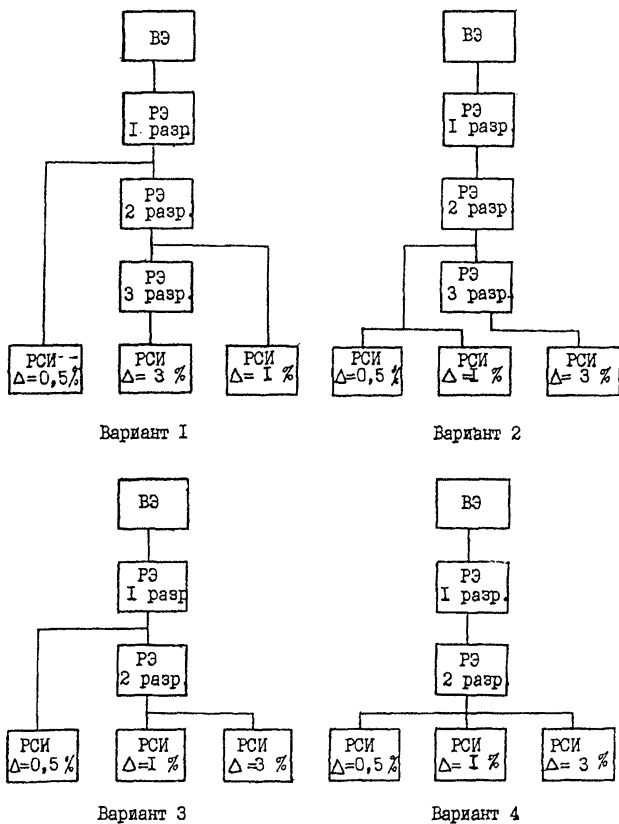 ВЭ
РЭ
I разр.
РЭ
2 разр.
РЭ
3 разр.
РСИ
Δ=0,5%
РСИ
Δ= 3 %
РСИ
Δ= I %
Вариант I
ВЭ
РЭ
I разр.
РЭ
2 разр
РЭ
3 разр.
РСИ
Δ=0,5 %
РСИ
Δ=I %
РСИ
Δ= 3 %
Вариант 2
ВЭ
РЭ
I разр
РЭ
2 разр.
РСИ
Δ=0,5 %
РСИ
Δ=I %
РСИ
Δ=3 %
Вариант 3
ВЭ
РЭ
I разр.
РЭ
2 разр.
РСИ
Δ=0,5 %
РСИ
Δ= I %
РСИ
Δ= 3 %
Вариант 4